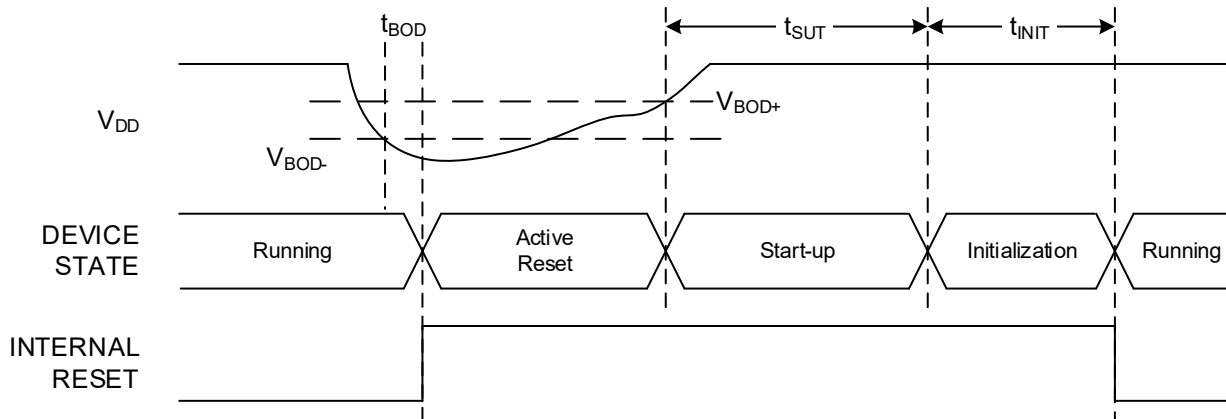 tBOD
tSUT
tINIT
VDD
VBOD+
VBOD-
DEVICE
STATE
Running
Active
Reset
Start-up
Initialization
Running
INTERNAL
RESET